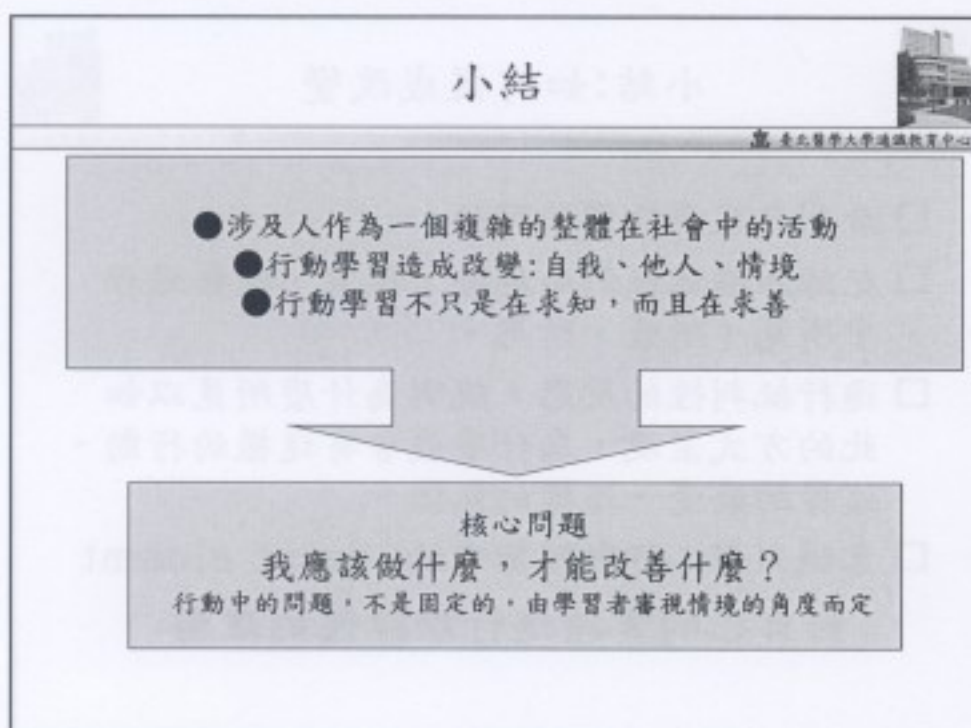 小結
臺北醫學大學通識教育中心
●涉及人作為一個複雜的整體在社會中的活動
●行動學習造成改變:自我、他人、情境
●行動學習不只是在求知，而且在求善
核心問題
我應該做什麼，才能改善什麼？
行動中的問題，不是固定的，由學習者審視情境的角度而定